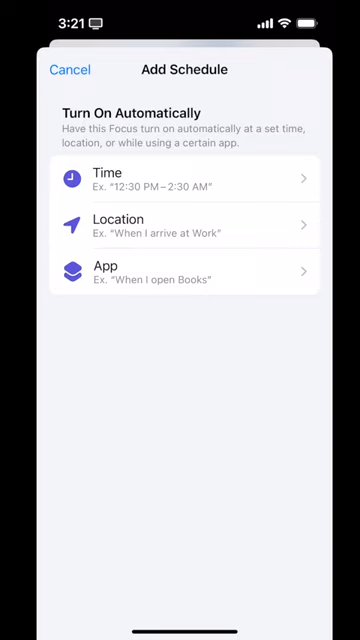 3:21
Cancel
Add Schedule
Turn On Automatically
Have this Focus turn on automatically at a set time,
location, or while using a certain app.
Time
Ex. “12:30 PM – 2:30 AM”
Location
Ex. “When I arrive at Work”
App
Ex. “When I open Books”